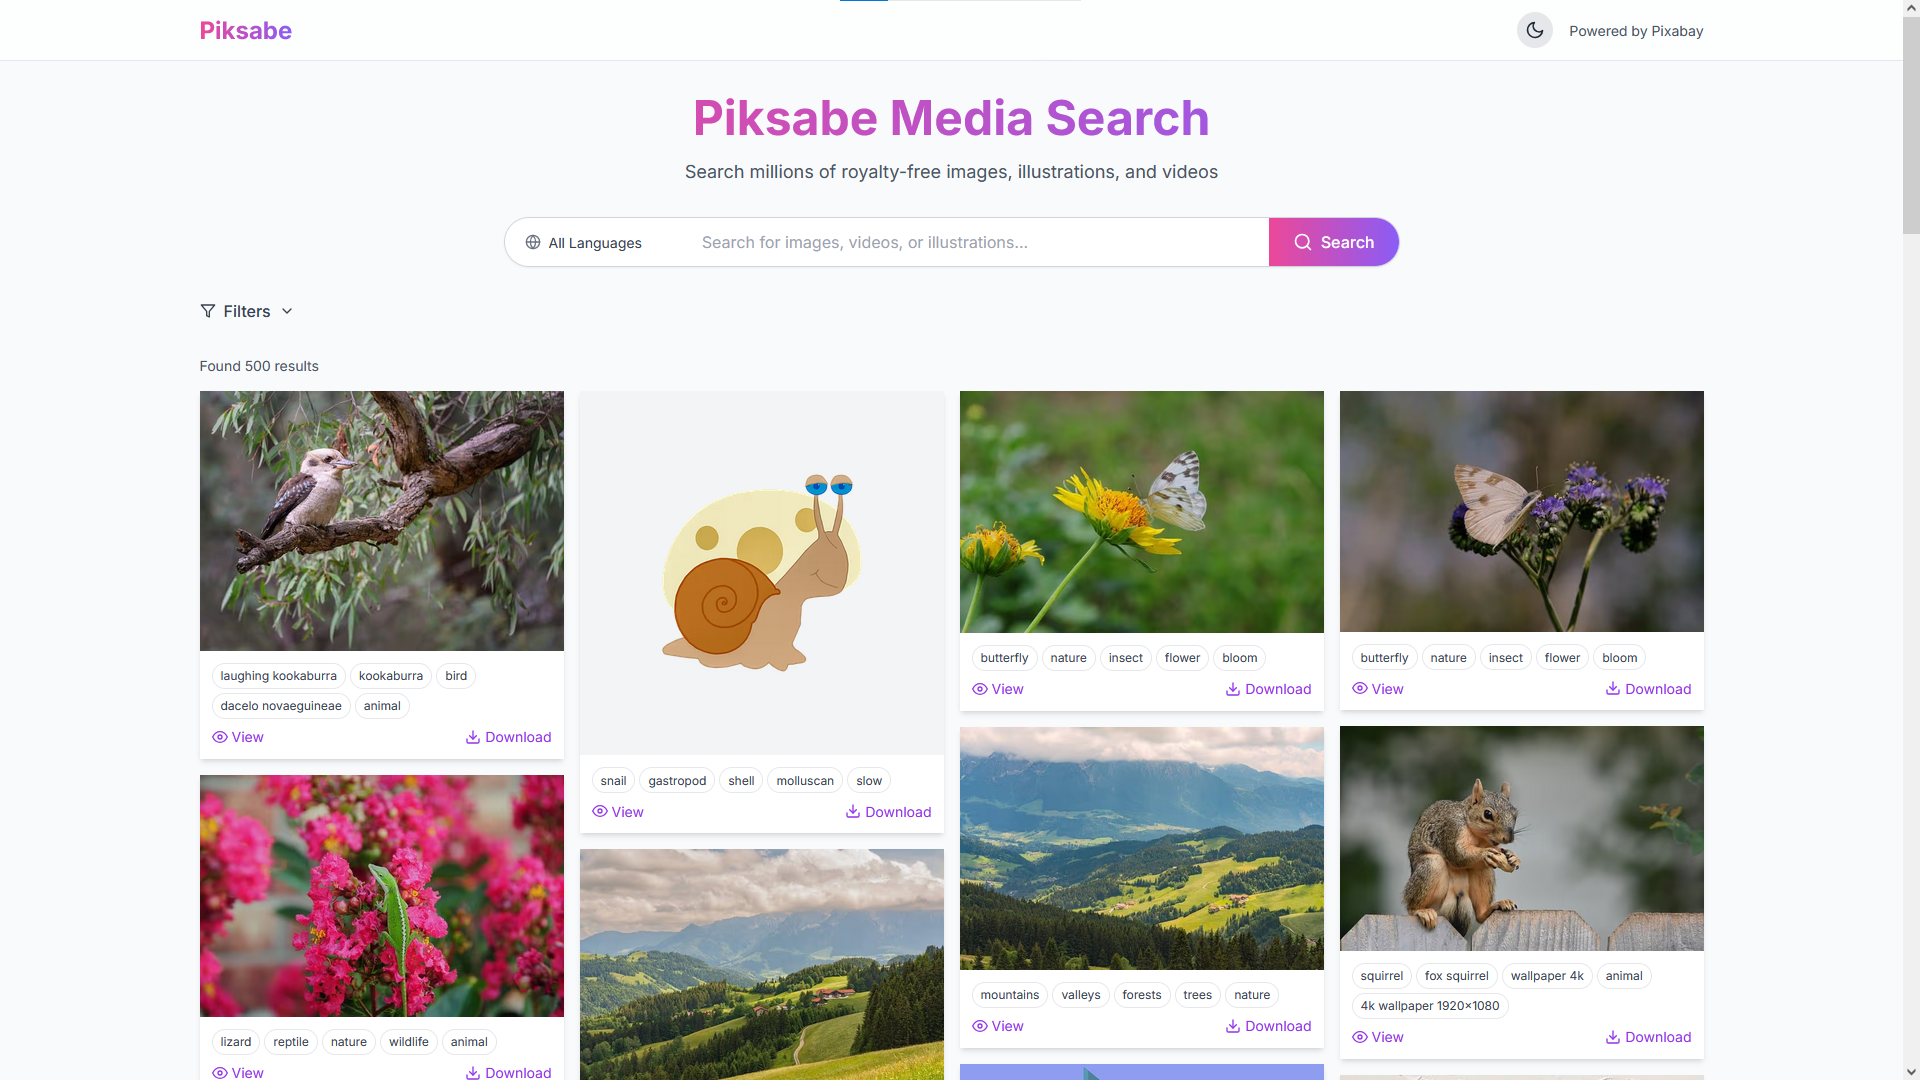 Piksabe
Powered by Pixabay
Piksabe Media Search
Search millions of royalty-free images, illustrations, and videos
All Languages
Search for images, videos, or illustrations...
Search
Filters
Found 500 results
laughing kookaburra kookaburra bird
dacelo novaeguineae animal
View Download
lizard reptile nature wildlife animal
View Download
snail gastropod shell molluscan slow
View Download
butterfly nature insect flower bloom
View Download
mountains valleys forests trees nature
View Download
butterfly nature insect flower bloom
View Download
squirrel fox squirrel wallpaper 4k animal
4k wallpaper 1920×1080
View Download